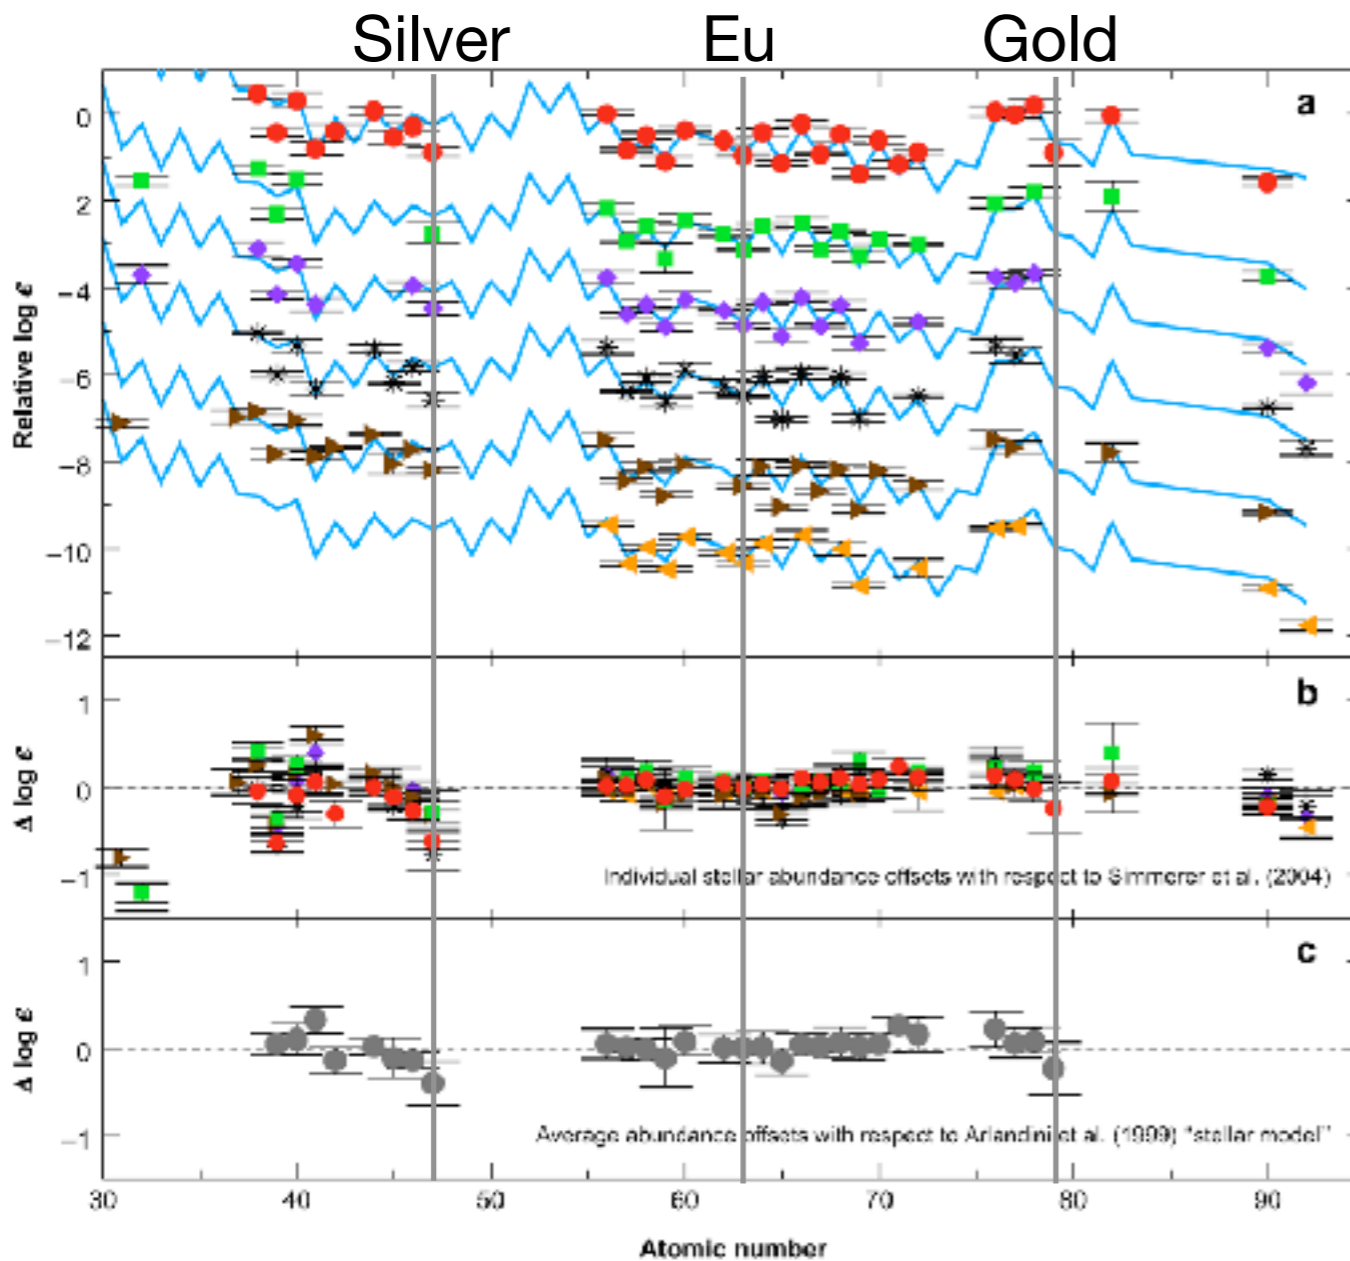 Silver Eu Gold
a
0
2
−4
−6
−8
−10
−12
Relative log ϵ
b
1
0
−1
Δ log ϵ
Individual stellar abundance offsets with respect to Simmerer et al. (2004)
c
1
0
−1
Δ log ϵ
Average abundance offsets with respect to Arlandini et al. (1999) “stellar model”
30 40 50 60 70 80 90
Atomic number